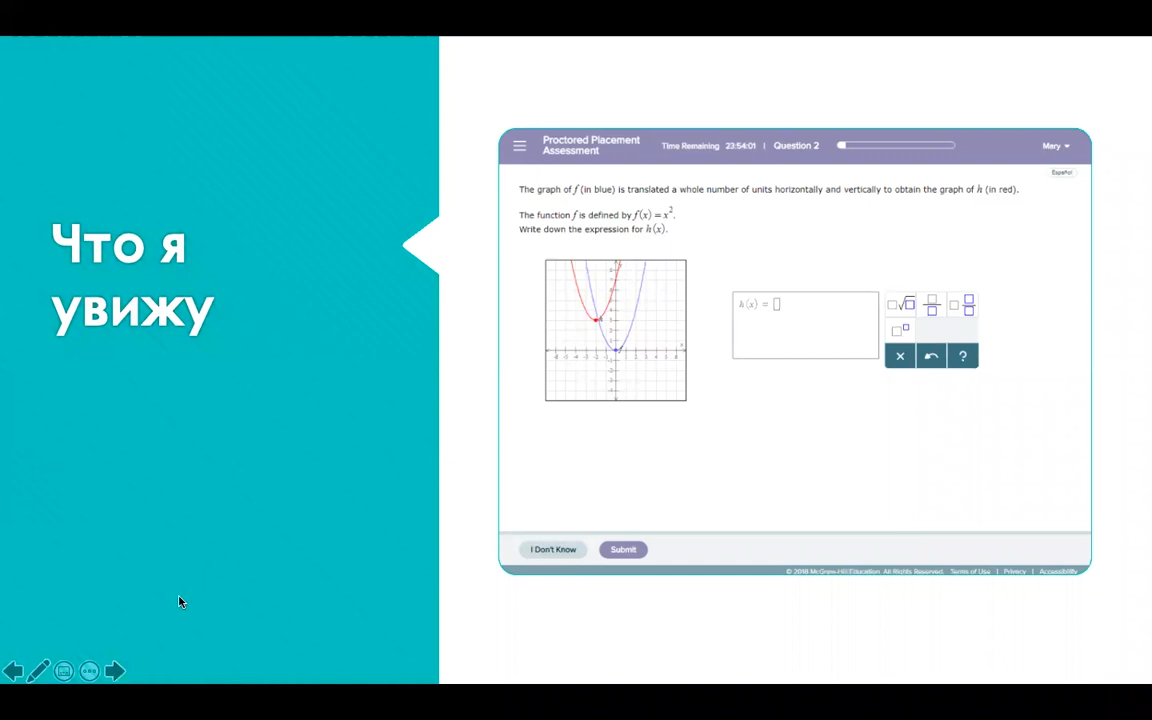 Что я
увижу
Proctored Placement
Assessment
Time Remaining 23:54:01 | Question 2
Mary
Español
The graph of f (in blue) is translated a whole number of units horizontally and vertically to obtain the graph of h (in red).
The function f is defined by f(x) = x².
Write down the expression for h(x).
h(x) =
?
I Don't Know
Submit
© 2018 McGraw-Hill Education. All Rights Reserved. Terms of Use | Privacy | Accessibility